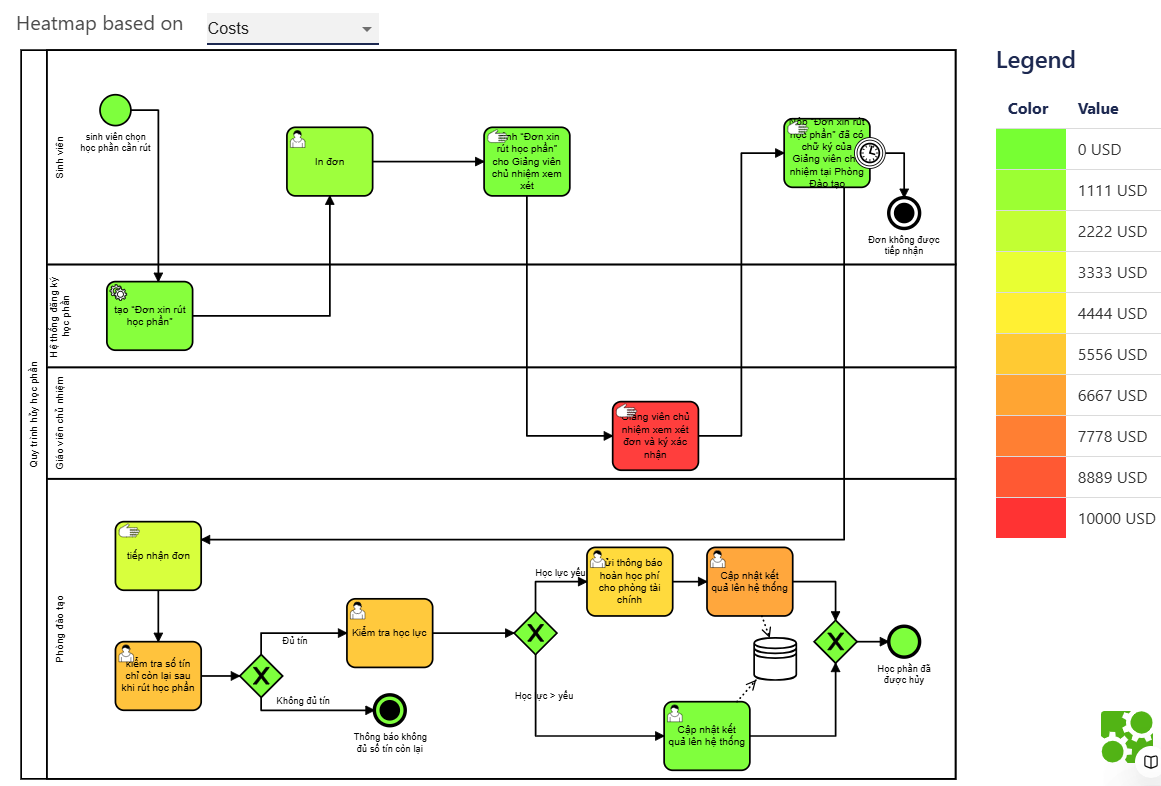 Heatmap based on
Costs
Legend
Color Value
0 USD
1111 USD
2222 USD
3333 USD
4444 USD
5556 USD
6667 USD
7778 USD
8889 USD
10000 USD
Quy trình hủy học phần
Sinh viên
sinh viên chọn
học phần cần rút
In đơn
“Đơn xin
rút học phần”
cho Giảng viên
chủ nhiệm xem
xét
“Đơn xin rút
học phần” đã có
chữ ký của
Giảng viên chủ
nhiệm tại Phòng
Đào tạo
Đơn không được
tiếp nhận
Hệ thống đăng ký
học phần
tạo “Đơn xin rút
học phần”
Giáo viên chủ nhiệm
Giảng viên chủ
nhiệm xem xét
đơn và ký xác
nhận
Phòng đào tạo
tiếp nhận đơn
kiểm tra số tín
chỉ còn lại sau
khi rút học phần
Đủ tín
Không đủ tín
Thông báo không
đủ số tín còn lại
Kiểm tra học lực
Học lực yếu
Học lực > yếu
thông báo
hoàn học phí
cho phòng tài
chính
Cập nhật kết
quả lên hệ thống
Cập nhật kết
quả lên hệ thống
Học phần đã
được hủy